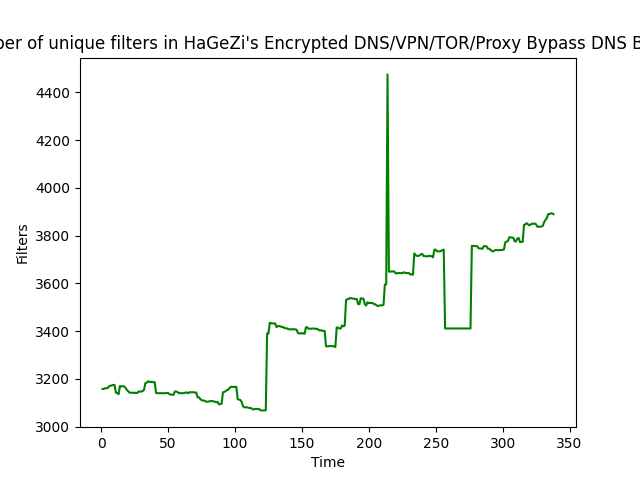 ber of unique filters in HaGeZi's Encrypted DNS/VPN/TOR/Proxy Bypass DNS B
4400
4200
4000
3800
3600
3400
3200
3000
Filters
0 50 100 150 200 250 300 350
Time